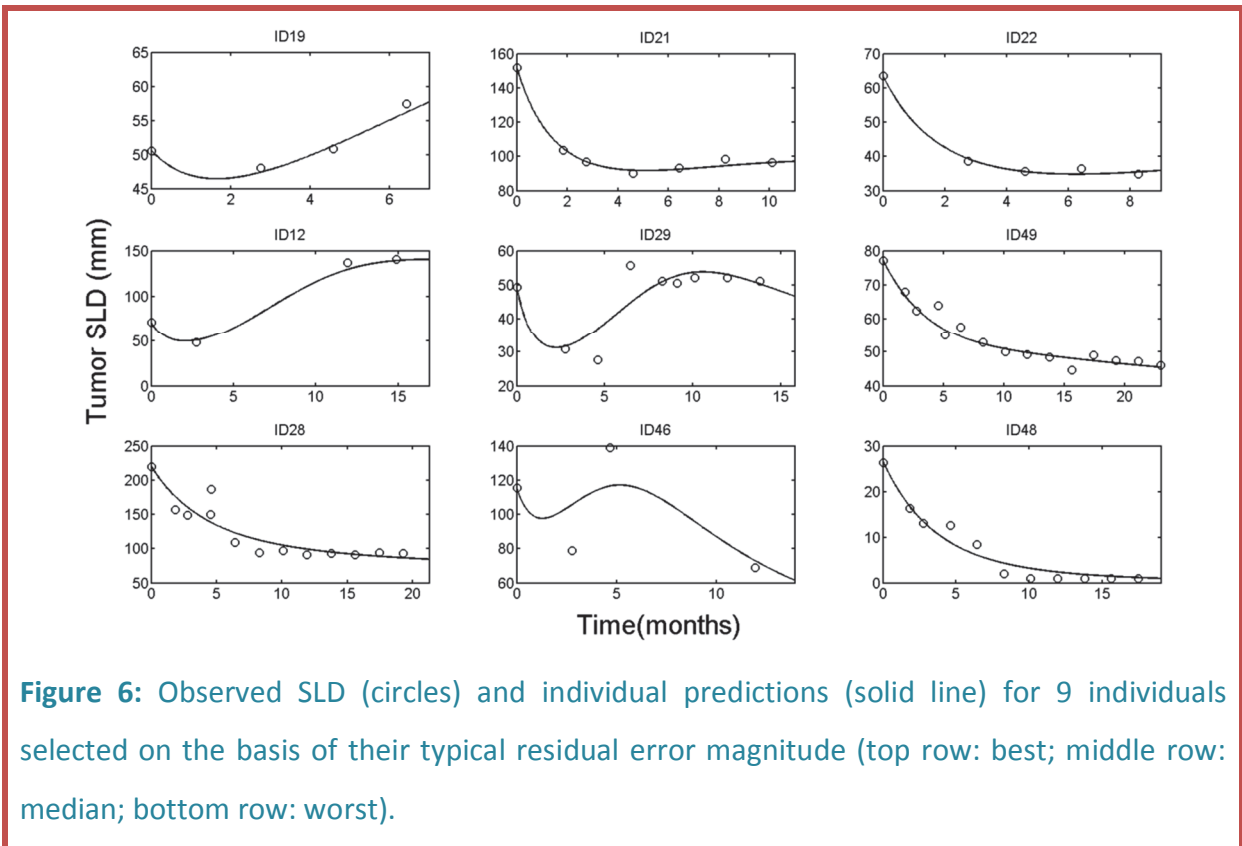 ID19
65
60
55
50
45
0 2 4 6
ID21
160
140
120
100
80
0 2 4 6 8 10
ID22
70
60
50
40
30
0 2 4 6 8
Tumor SLD (mm)
ID12
150
100
50
0
0 5 10 15
ID29
60
50
40
30
20
0 5 10 15
ID49
80
70
60
50
40
0 5 10 15 20
ID28
250
200
150
100
50
0 5 10 15 20
ID46
140
120
100
80
60
0 5 10
ID48
30
20
10
0
0 5 10 15
Time(months)
Figure 6: Observed SLD (circles) and individual predictions (solid line) for 9 individuals
selected on the basis of their typical residual error magnitude (top row: best; middle row:
median; bottom row: worst).